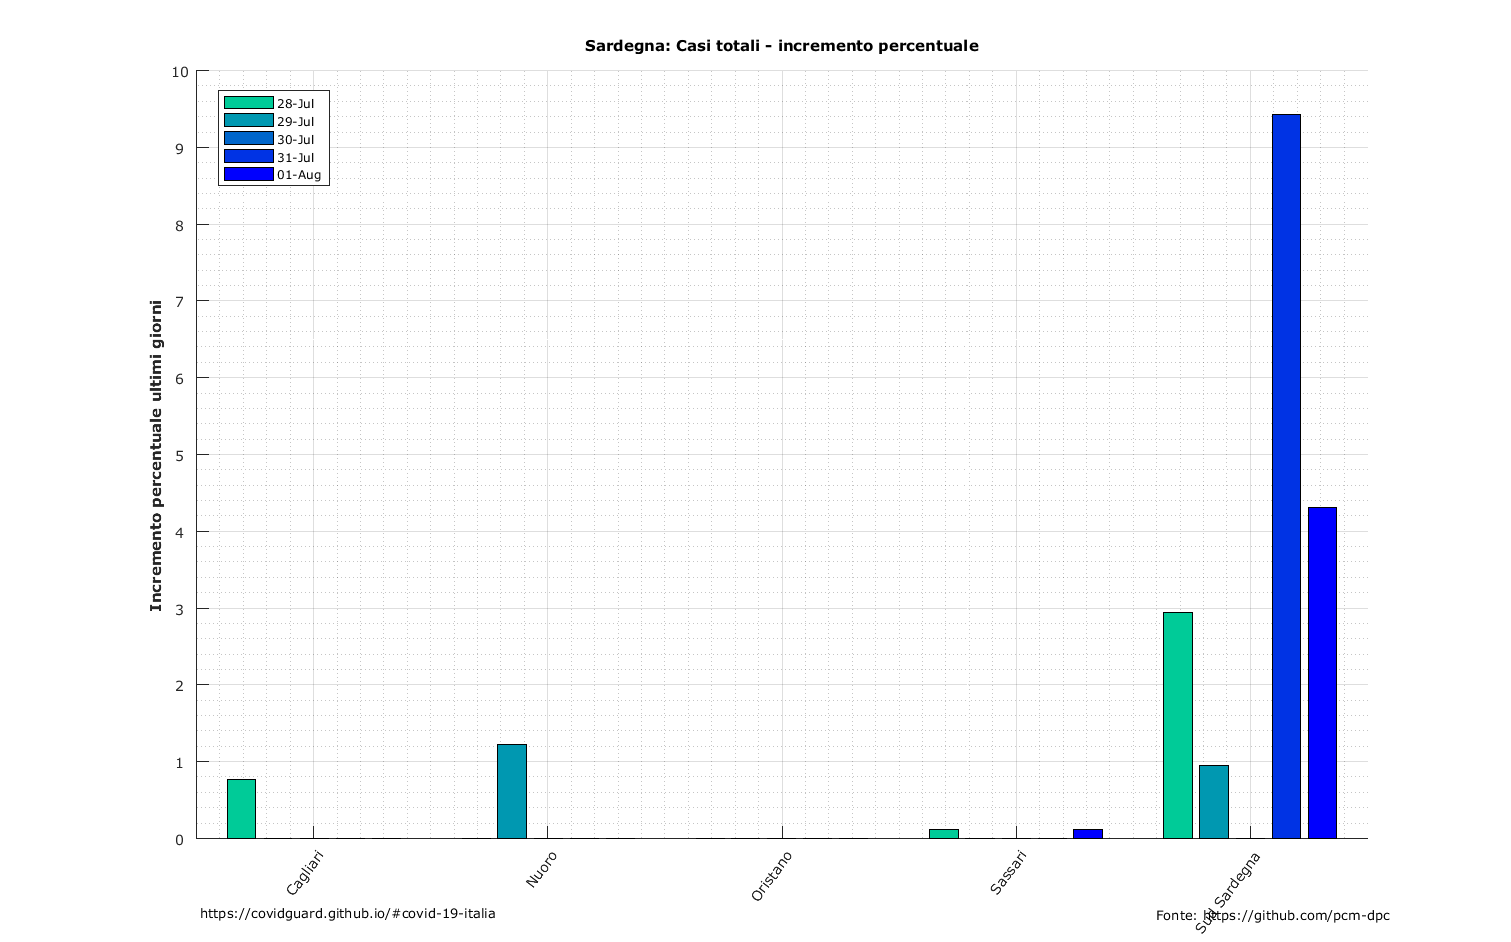 Sardegna: Casi totali - incremento percentuale
10
9
8
7
6
5
4
3
2
1
0
Incremento percentuale ultimi giorni
28-Jul
29-Jul
30-Jul
31-Jul
01-Aug
Cagliari
Nuoro
Oristano
Sassari
Sud Sardegna
https://covidguard.github.io/#covid-19-italia
Fonte: https://github.com/pcm-dpc